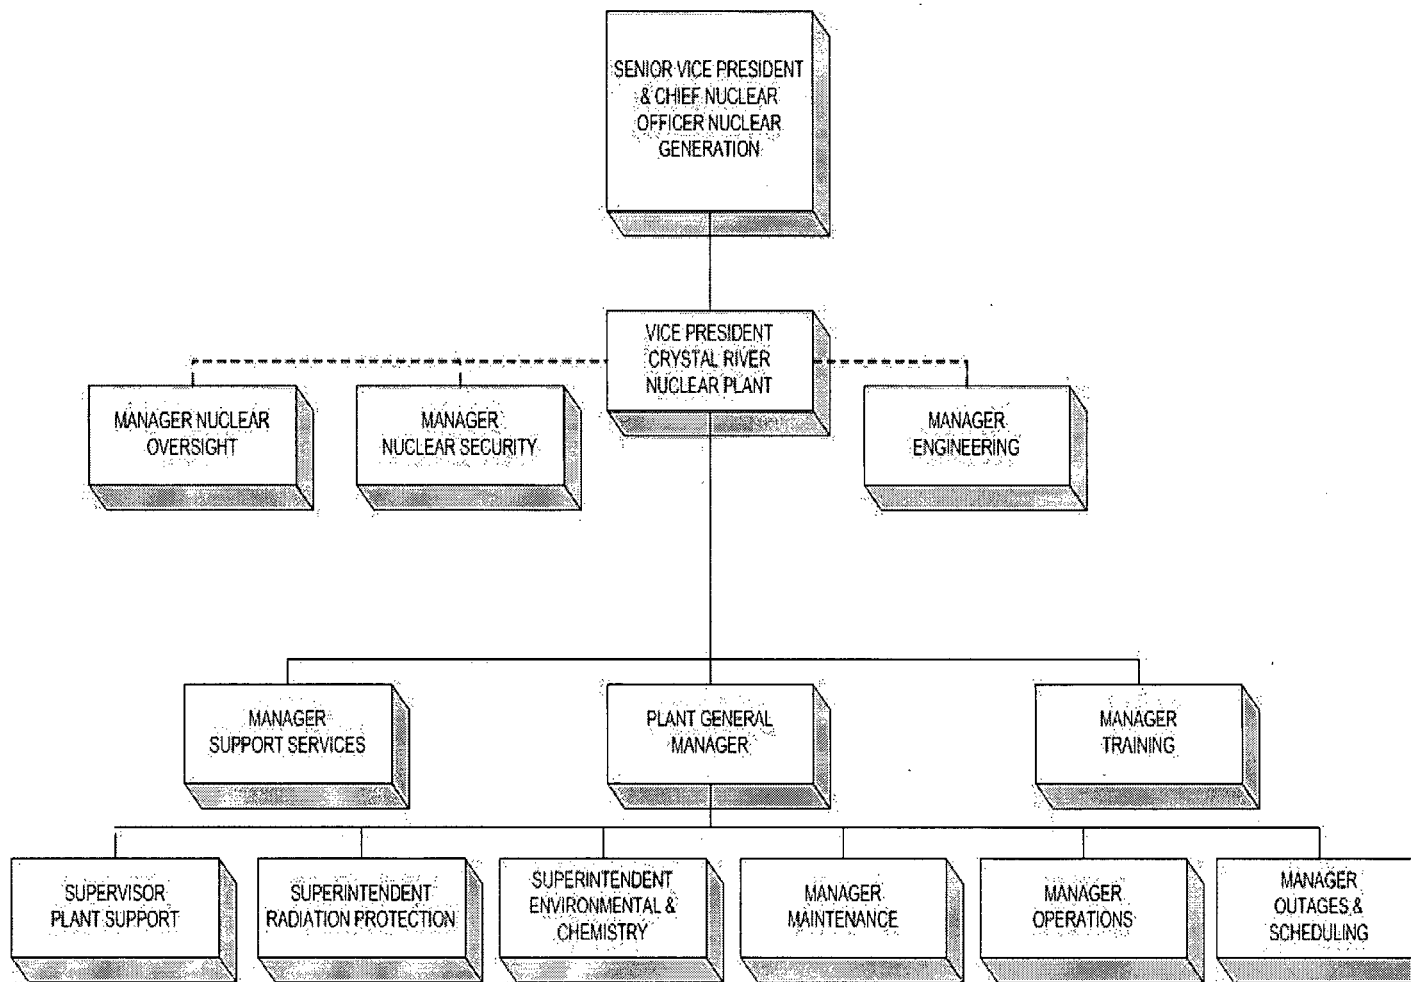 SENIOR VICE PRESIDENT
& CHIEF NUCLEAR
OFFICER NUCLEAR
GENERATION
VICE PRESIDENT
CRYSTAL RIVER
NUCLEAR PLANT
MANAGER NUCLEAR
OVERSIGHT
MANAGER
NUCLEAR SECURITY
MANAGER
ENGINEERING
MANAGER
SUPPORT SERVICES
PLANT GENERAL
MANAGER
MANAGER
TRAINING
SUPERVISOR
PLANT SUPPORT
SUPERINTENDENT
RADIATION PROTECTION
SUPERINTENDENT
ENVIRONMENTAL &
CHEMISTRY
MANAGER
MAINTENANCE
MANAGER
OPERATIONS
MANAGER
OUTAGES &
SCHEDULING